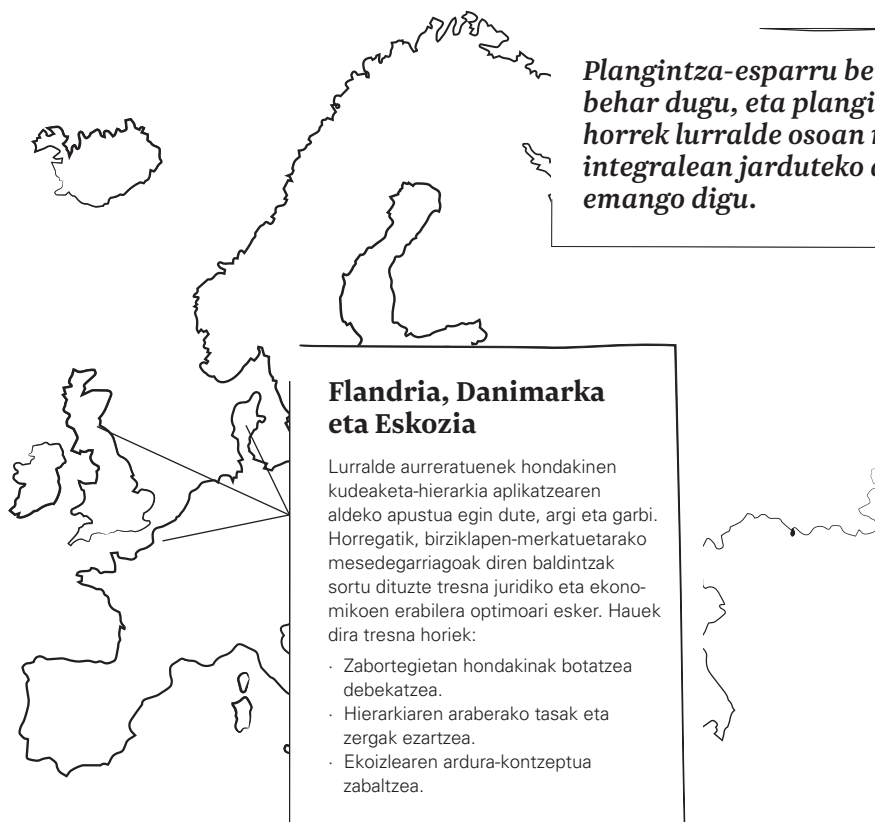 Plangintza-esparru
behar dugu, eta
horrek lurralde osoan
integralean jarduteko
emango digu.
Flandria, Danimarka
eta Eskozia
Lurralde aurreratuenek hondakinen
kudeaketa-hierarkia aplikatzearen
aldeko apustua egin dute, argi eta garbi.
Horregatik, birziklapen-merkatuetarako
mesedegarriagoak diren baldintzak
sortu dituzte tresna juridiko eta ekono-
mikoen erabilera optimoari esker. Hauek
dira tresna horiek:
· Zabortegietan hondakinak botatzea
debekatzea.
· Hierarkiaren araberako tasak eta
zergak ezartzea.
· Ekoizlearen ardura-kontzeptua
zabaltzea.